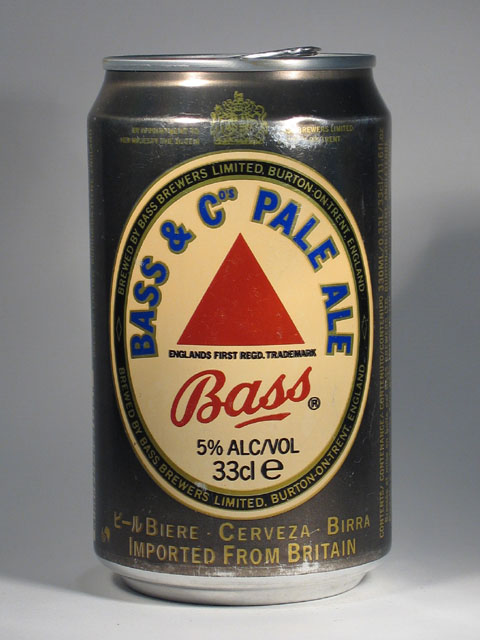 BY APPOINTMENT TO
HER MAJESTY THE QUEEN
BREWERS LIMITED
BREWED BY BASS BREWERS LIMITED, BURTON-ON-TRENT, ENGLAND
BASS & Cºˢ PALE ALE
ENGLANDS FIRST REGD. TRADEMARK
Bass ®
5% ALC/VOL
33cl ℮
BREWED BY BASS BREWERS LIMITED, BURTON-ON-TRENT ENGLAND
ビール BIERE · CERVEZA · BIRRA
IMPORTED FROM BRITAIN